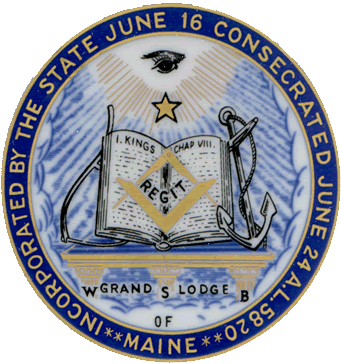 INCORPORATED BY THE STATE JUNE 16 CONSECRATED JUNE 24 A.L. 5820 **MAINE**
I. KINGS CHAP VIII.
REGIT
W GRAND S LODGE B
OF